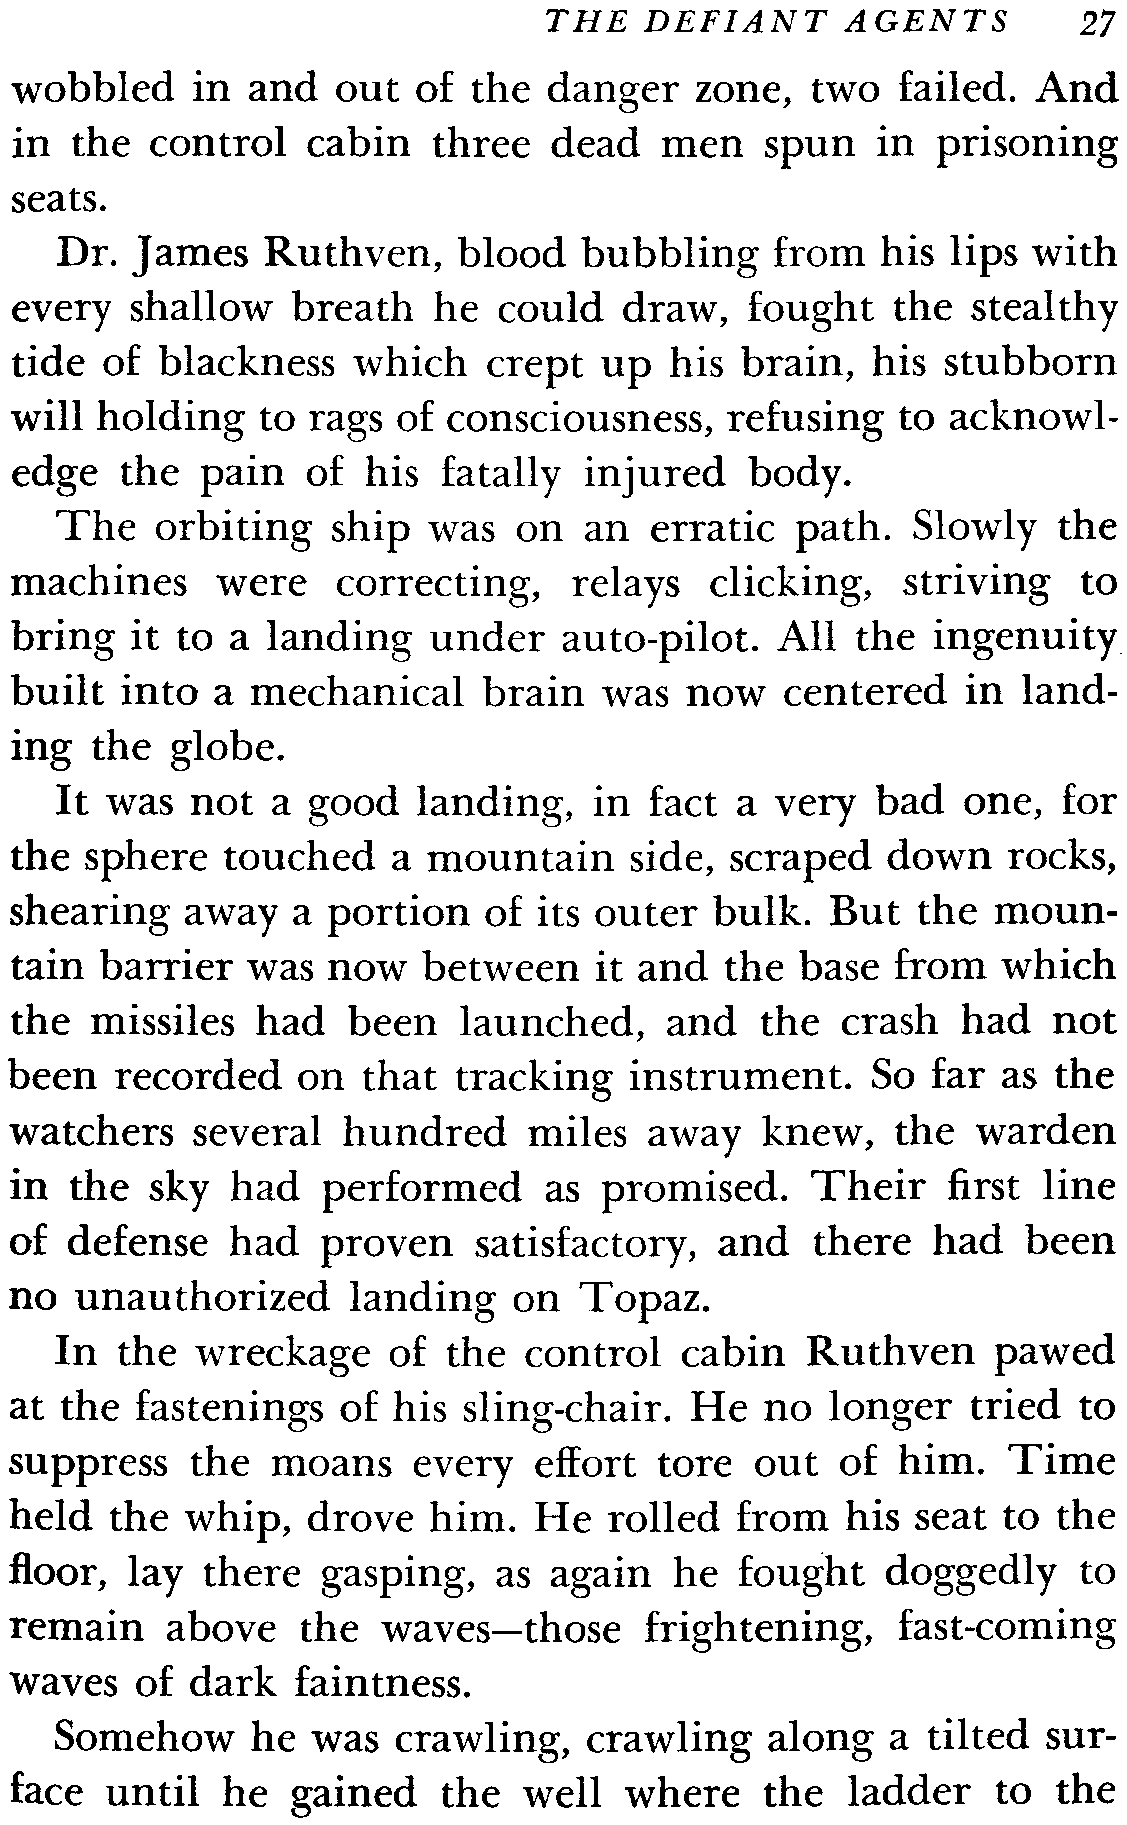 THE DEFIANT AGENTS 27
wobbled in and out of the danger zone, two failed. And
in the control cabin three dead men spun in prisoning
seats.
Dr. James Ruthven, blood bubbling from his lips with
every shallow breath he could draw, fought the stealthy
tide of blackness which crept up his brain, his stubborn
will holding to rags of consciousness, refusing to acknowl-
edge the pain of his fatally injured body.
The orbiting ship was on an erratic path. Slowly the
machines were correcting, relays clicking, striving to
bring it to a landing under auto-pilot. All the ingenuity
built into a mechanical brain was now centered in land-
ing the globe.
It was not a good landing, in fact a very bad one, for
the sphere touched a mountain side, scraped down rocks,
shearing away a portion of its outer bulk. But the moun-
tain barrier was now between it and the base from which
the missiles had been launched, and the crash had not
been recorded on that tracking instrument. So far as the
watchers several hundred miles away knew, the warden
in the sky had performed as promised. Their first line
of defense had proven satisfactory, and there had been
no unauthorized landing on Topaz.
In the wreckage of the control cabin Ruthven pawed
at the fastenings of his sling-chair. He no longer tried to
suppress the moans every effort tore out of him. Time
held the whip, drove him. He rolled from his seat to the
floor, lay there gasping, as again he fought doggedly to
remain above the waves—those frightening, fast-coming
waves of dark faintness.
Somehow he was crawling, crawling along a tilted sur-
face until he gained the well where the ladder to the